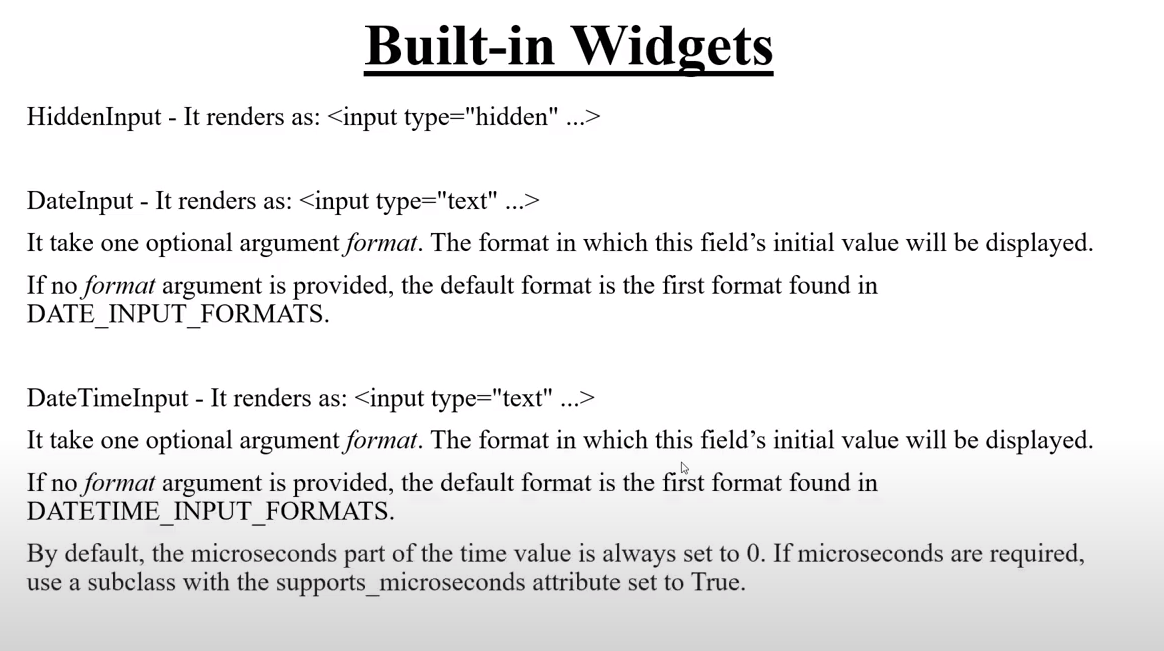 Built-in Widgets
HiddenInput - It renders as: <input type="hidden" ...>
DateInput - It renders as: <input type="text" ...>
It take one optional argument format. The format in which this field’s initial value will be displayed.
If no format argument is provided, the default format is the first format found in
DATE_INPUT_FORMATS.
DateTimeInput - It renders as: <input type="text" ...>
It take one optional argument format. The format in which this field’s initial value will be displayed.
If no format argument is provided, the default format is the first format found in
DATETIME_INPUT_FORMATS.
By default, the microseconds part of the time value is always set to 0. If microseconds are required,
use a subclass with the supports_microseconds attribute set to True.